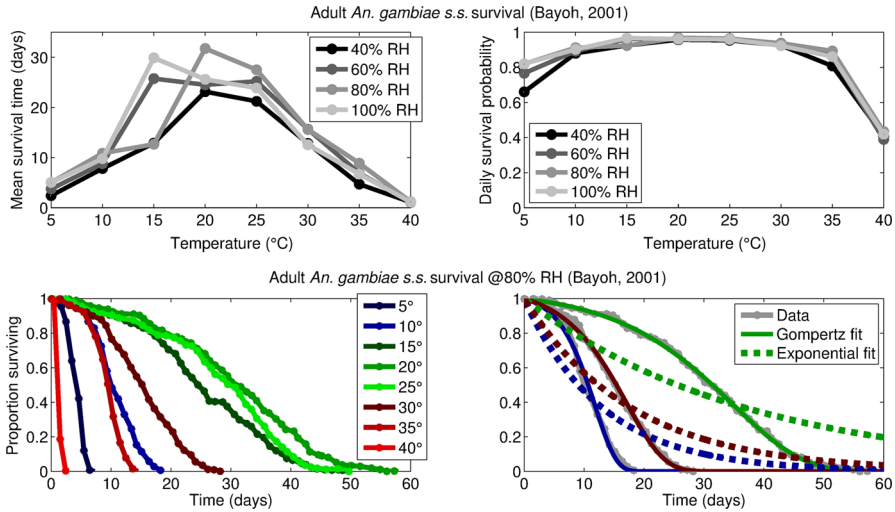 Adult An. gambiae s.s. survival (Bayoh, 2001)
Mean survival time (days)
30
20
10
0
5 10 15 20 25 30 35 40
Temperature (°C)
40% RH
60% RH
80% RH
100% RH
Daily survival probability
1
0.8
0.6
0.4
0.2
0
5 10 15 20 25 30 35 40
Temperature (°C)
40% RH
60% RH
80% RH
100% RH
Adult An. gambiae s.s. survival @80% RH (Bayoh, 2001)
Proportion surviving
1
0.8
0.6
0.4
0.2
0
0 10 20 30 40 50 60
Time (days)
5°
10°
15°
20°
25°
30°
35°
40°
1
0.8
0.6
0.4
0.2
0
0 10 20 30 40 50 60
Time (days)
Data
Gompertz fit
Exponential fit